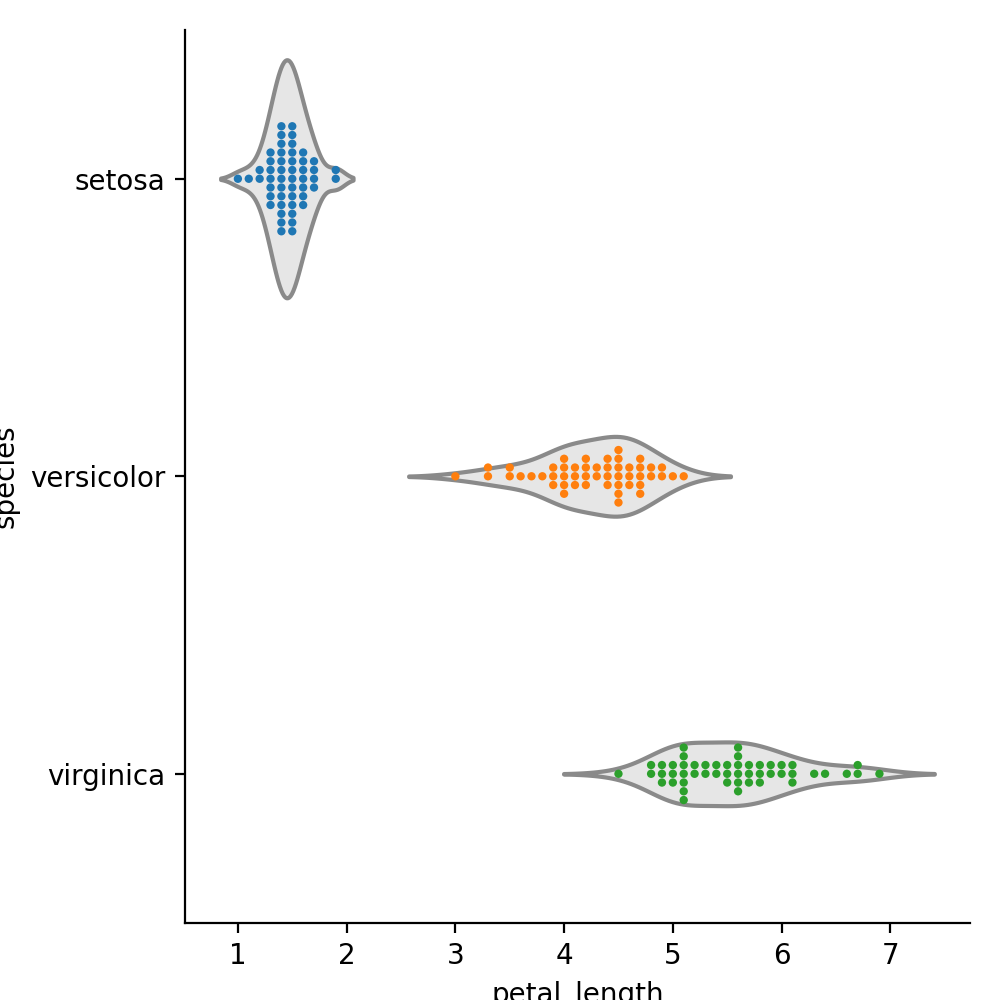 setosa
versicolor
virginica
species
1 2 3 4 5 6 7
petal_length